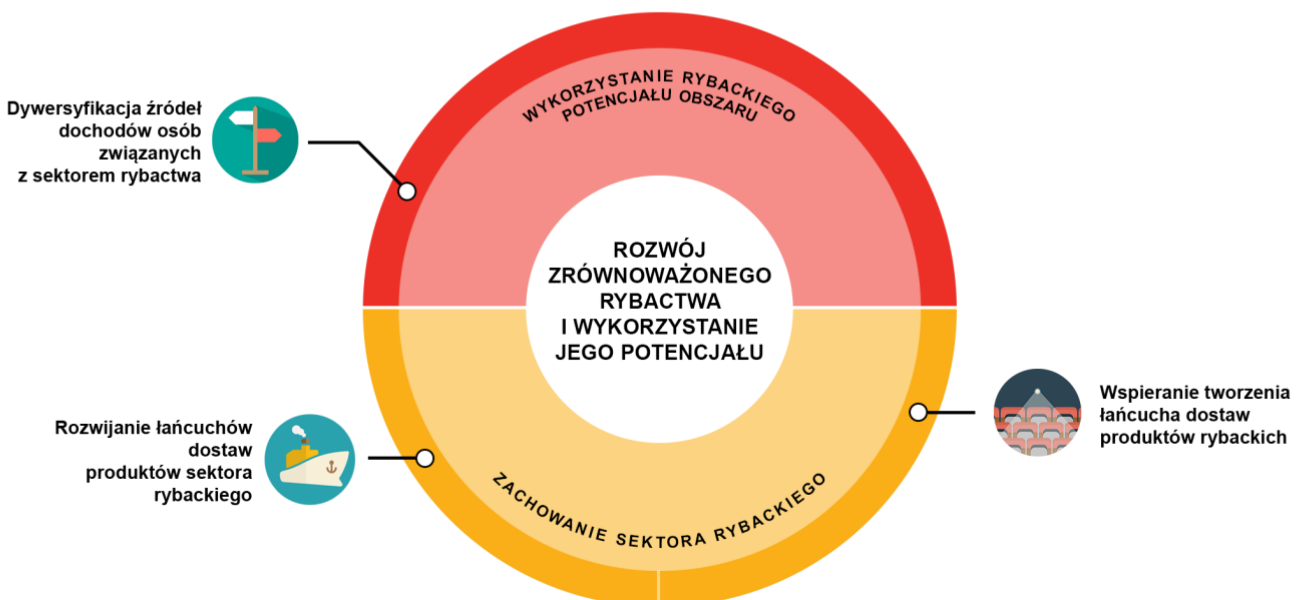 WYKORZYSTANIE RYBACKIEGO
POTENCJAŁU OBSZARU
Dywersyfikacja źródeł
dochodów osób
związanych
z sektorem rybactwa
ROZWÓJ
ZRÓWNOWAŻONEGO
RYBACTWA
I WYKORZYSTANIE
JEGO POTENCJAŁU
Rozwijanie łańcuchów
dostaw
produktów sektora
rybackiego
Wspieranie tworzenia
łańcucha dostaw
produktów rybackich
ZACHOWANIE SEKTORA RYBACKIEGO